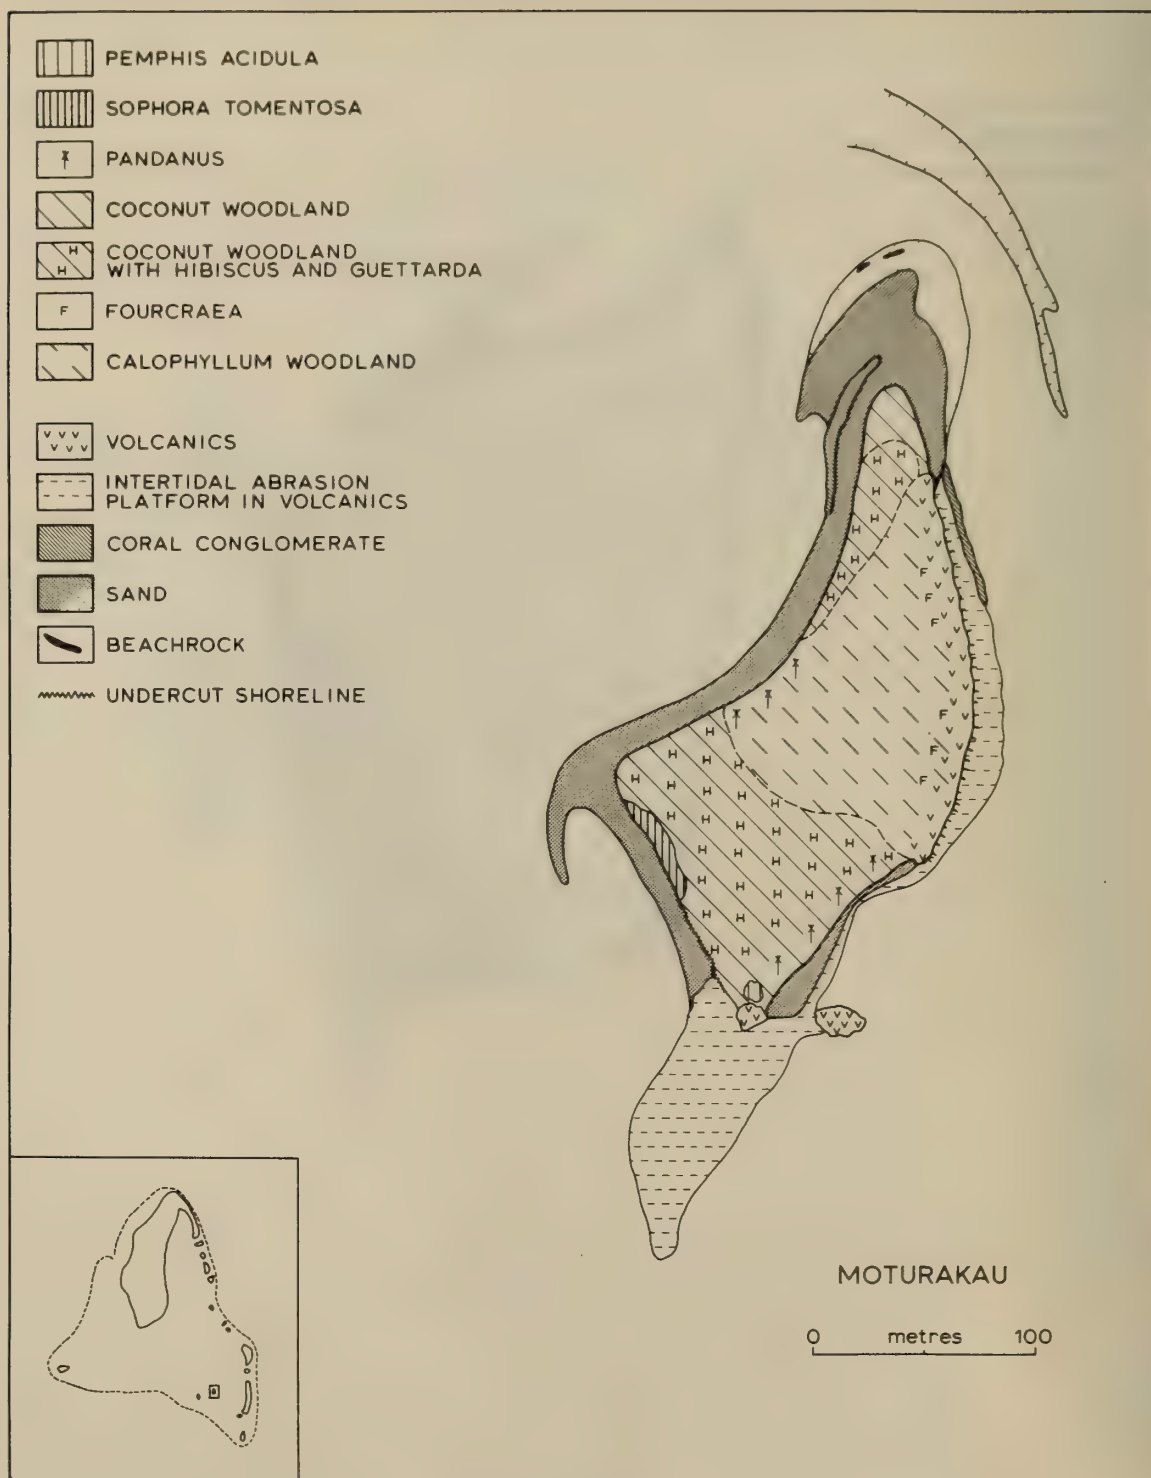 PEMPHIS ACIDULA
SOPHORA TOMENTOSA
PANDANUS
COCONUT WOODLAND
COCONUT WOODLAND
WITH HIBISCUS AND GUETTARDA
F FOURCRAEA
CALOPHYLLUM WOODLAND
VOLCANICS
INTERTIDAL ABRASION
PLATFORM IN VOLCANICS
CORAL CONGLOMERATE
SAND
BEACHROCK
UNDERCUT SHORELINE
MOTURAKAU
0 metres 100